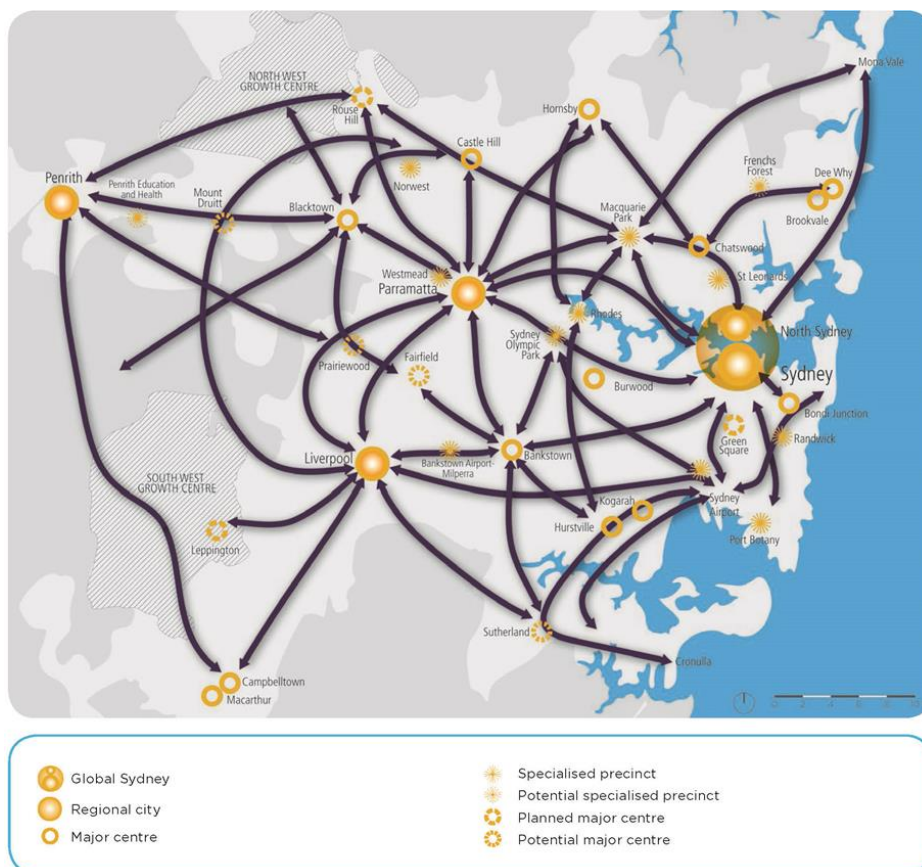 Mona Vale
NORTH WEST
GROWTH CENTRE
Rouse
Hill
Hornsby
Castle Hill
Frenchs
Forest
Dee Why
Penrith
Penrith Education
and Health
Mount
Druitt
Norwest
Blacktown
Macquarie
Park
Brookvale
Chatswood
Westmead
Parramatta
St Leonards
Rhodes
North Sydney
Sydney
Olympic
Park
Prairiewood
Fairfield
Burwood
Sydney
Bondi Junction
Green
Square
Randwick
Liverpool
Bankstown Airport-
Milperra
Bankstown
SOUTH WEST
GROWTH CENTRE
Kogarah
Sydney
Airport
Hurstville
Port Botany
Leppington
Sutherland
Cronulla
Campbelltown
Macarthur
Global Sydney
Regional city
Major centre
Specialised precinct
Potential specialised precinct
Planned major centre
Potential major centre